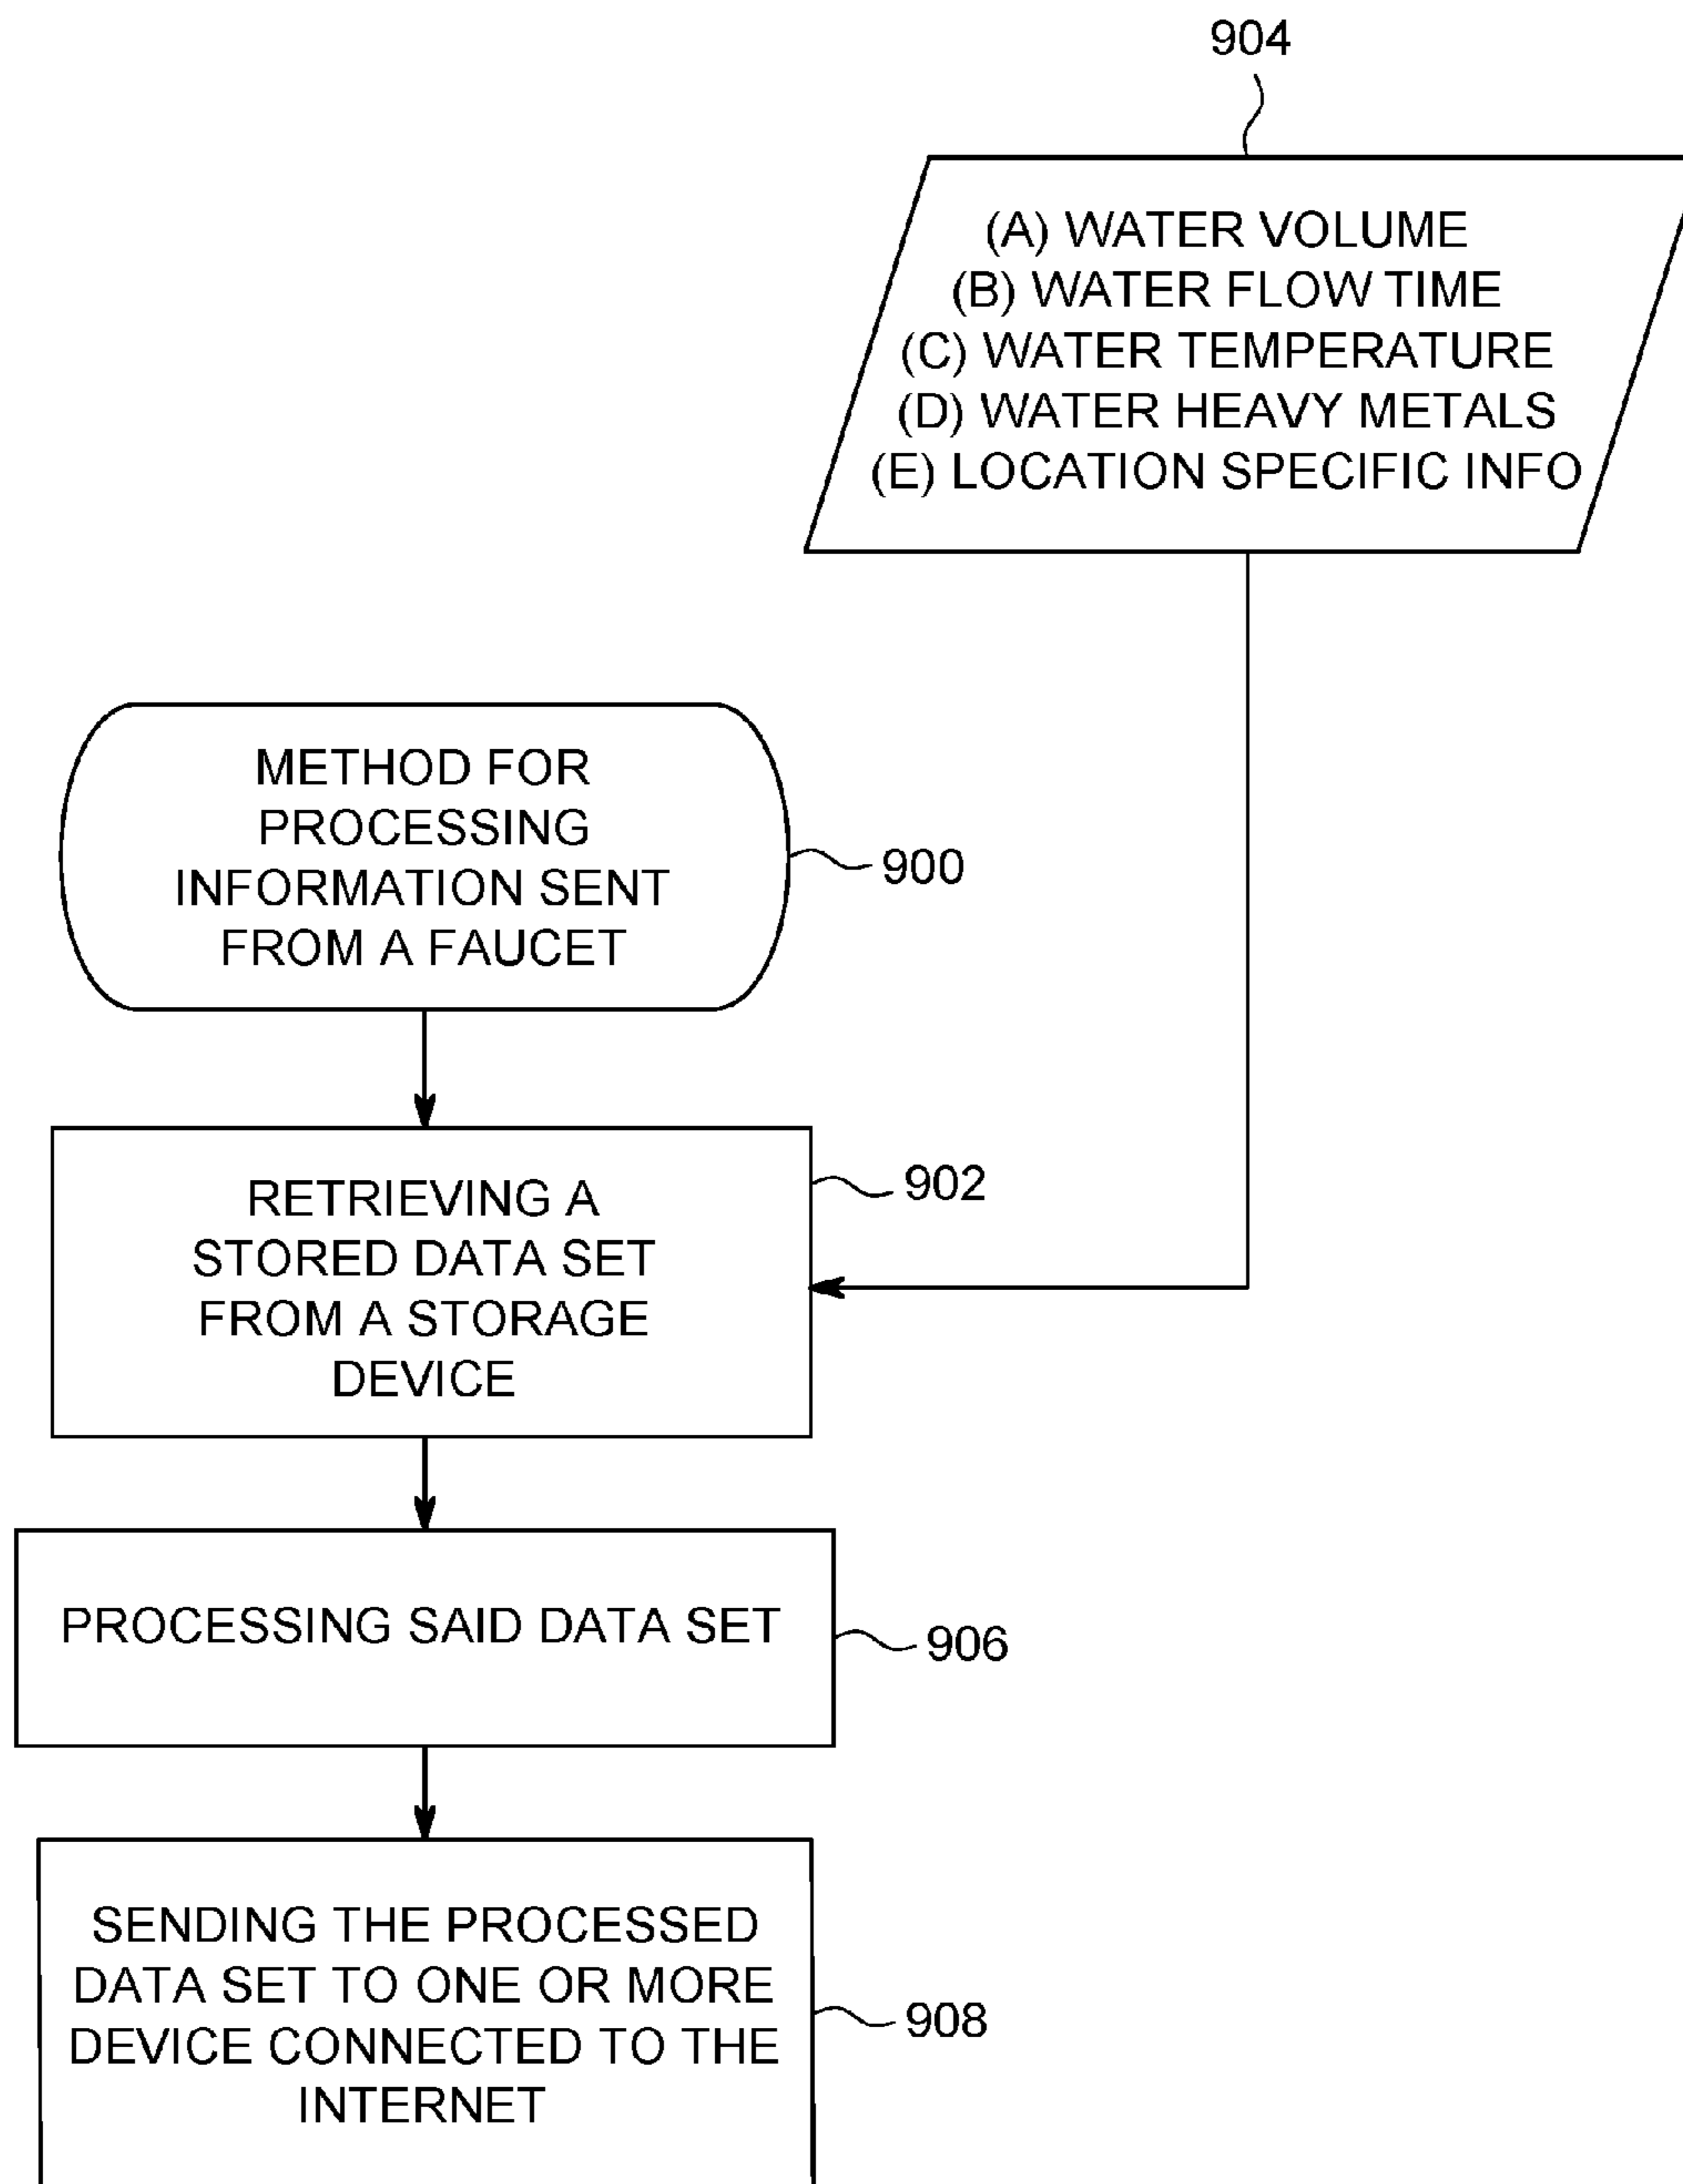 904
(A) WATER VOLUME
(B) WATER FLOW TIME
(C) WATER TEMPERATURE
(D) WATER HEAVY METALS
(E) LOCATION SPECIFIC INFO
METHOD FOR
PROCESSING
INFORMATION SENT
FROM A FAUCET
900
RETRIEVING A
STORED DATA SET
FROM A STORAGE
DEVICE
902
PROCESSING SAID DATA SET
906
SENDING THE PROCESSED
DATA SET TO ONE OR MORE
DEVICE CONNECTED TO THE
INTERNET
908